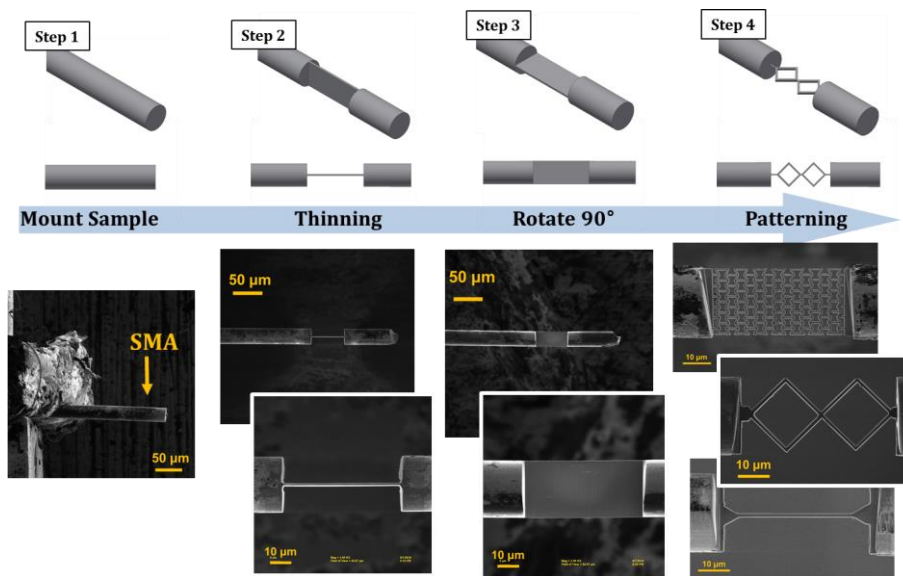 Step 1
Step 2
Step 3
Step 4
Mount Sample
Thinning
Rotate 90°
Patterning
SMA
50 μm
50 μm
10 μm
50 μm
10 μm
10 μm
10 μm
10 μm